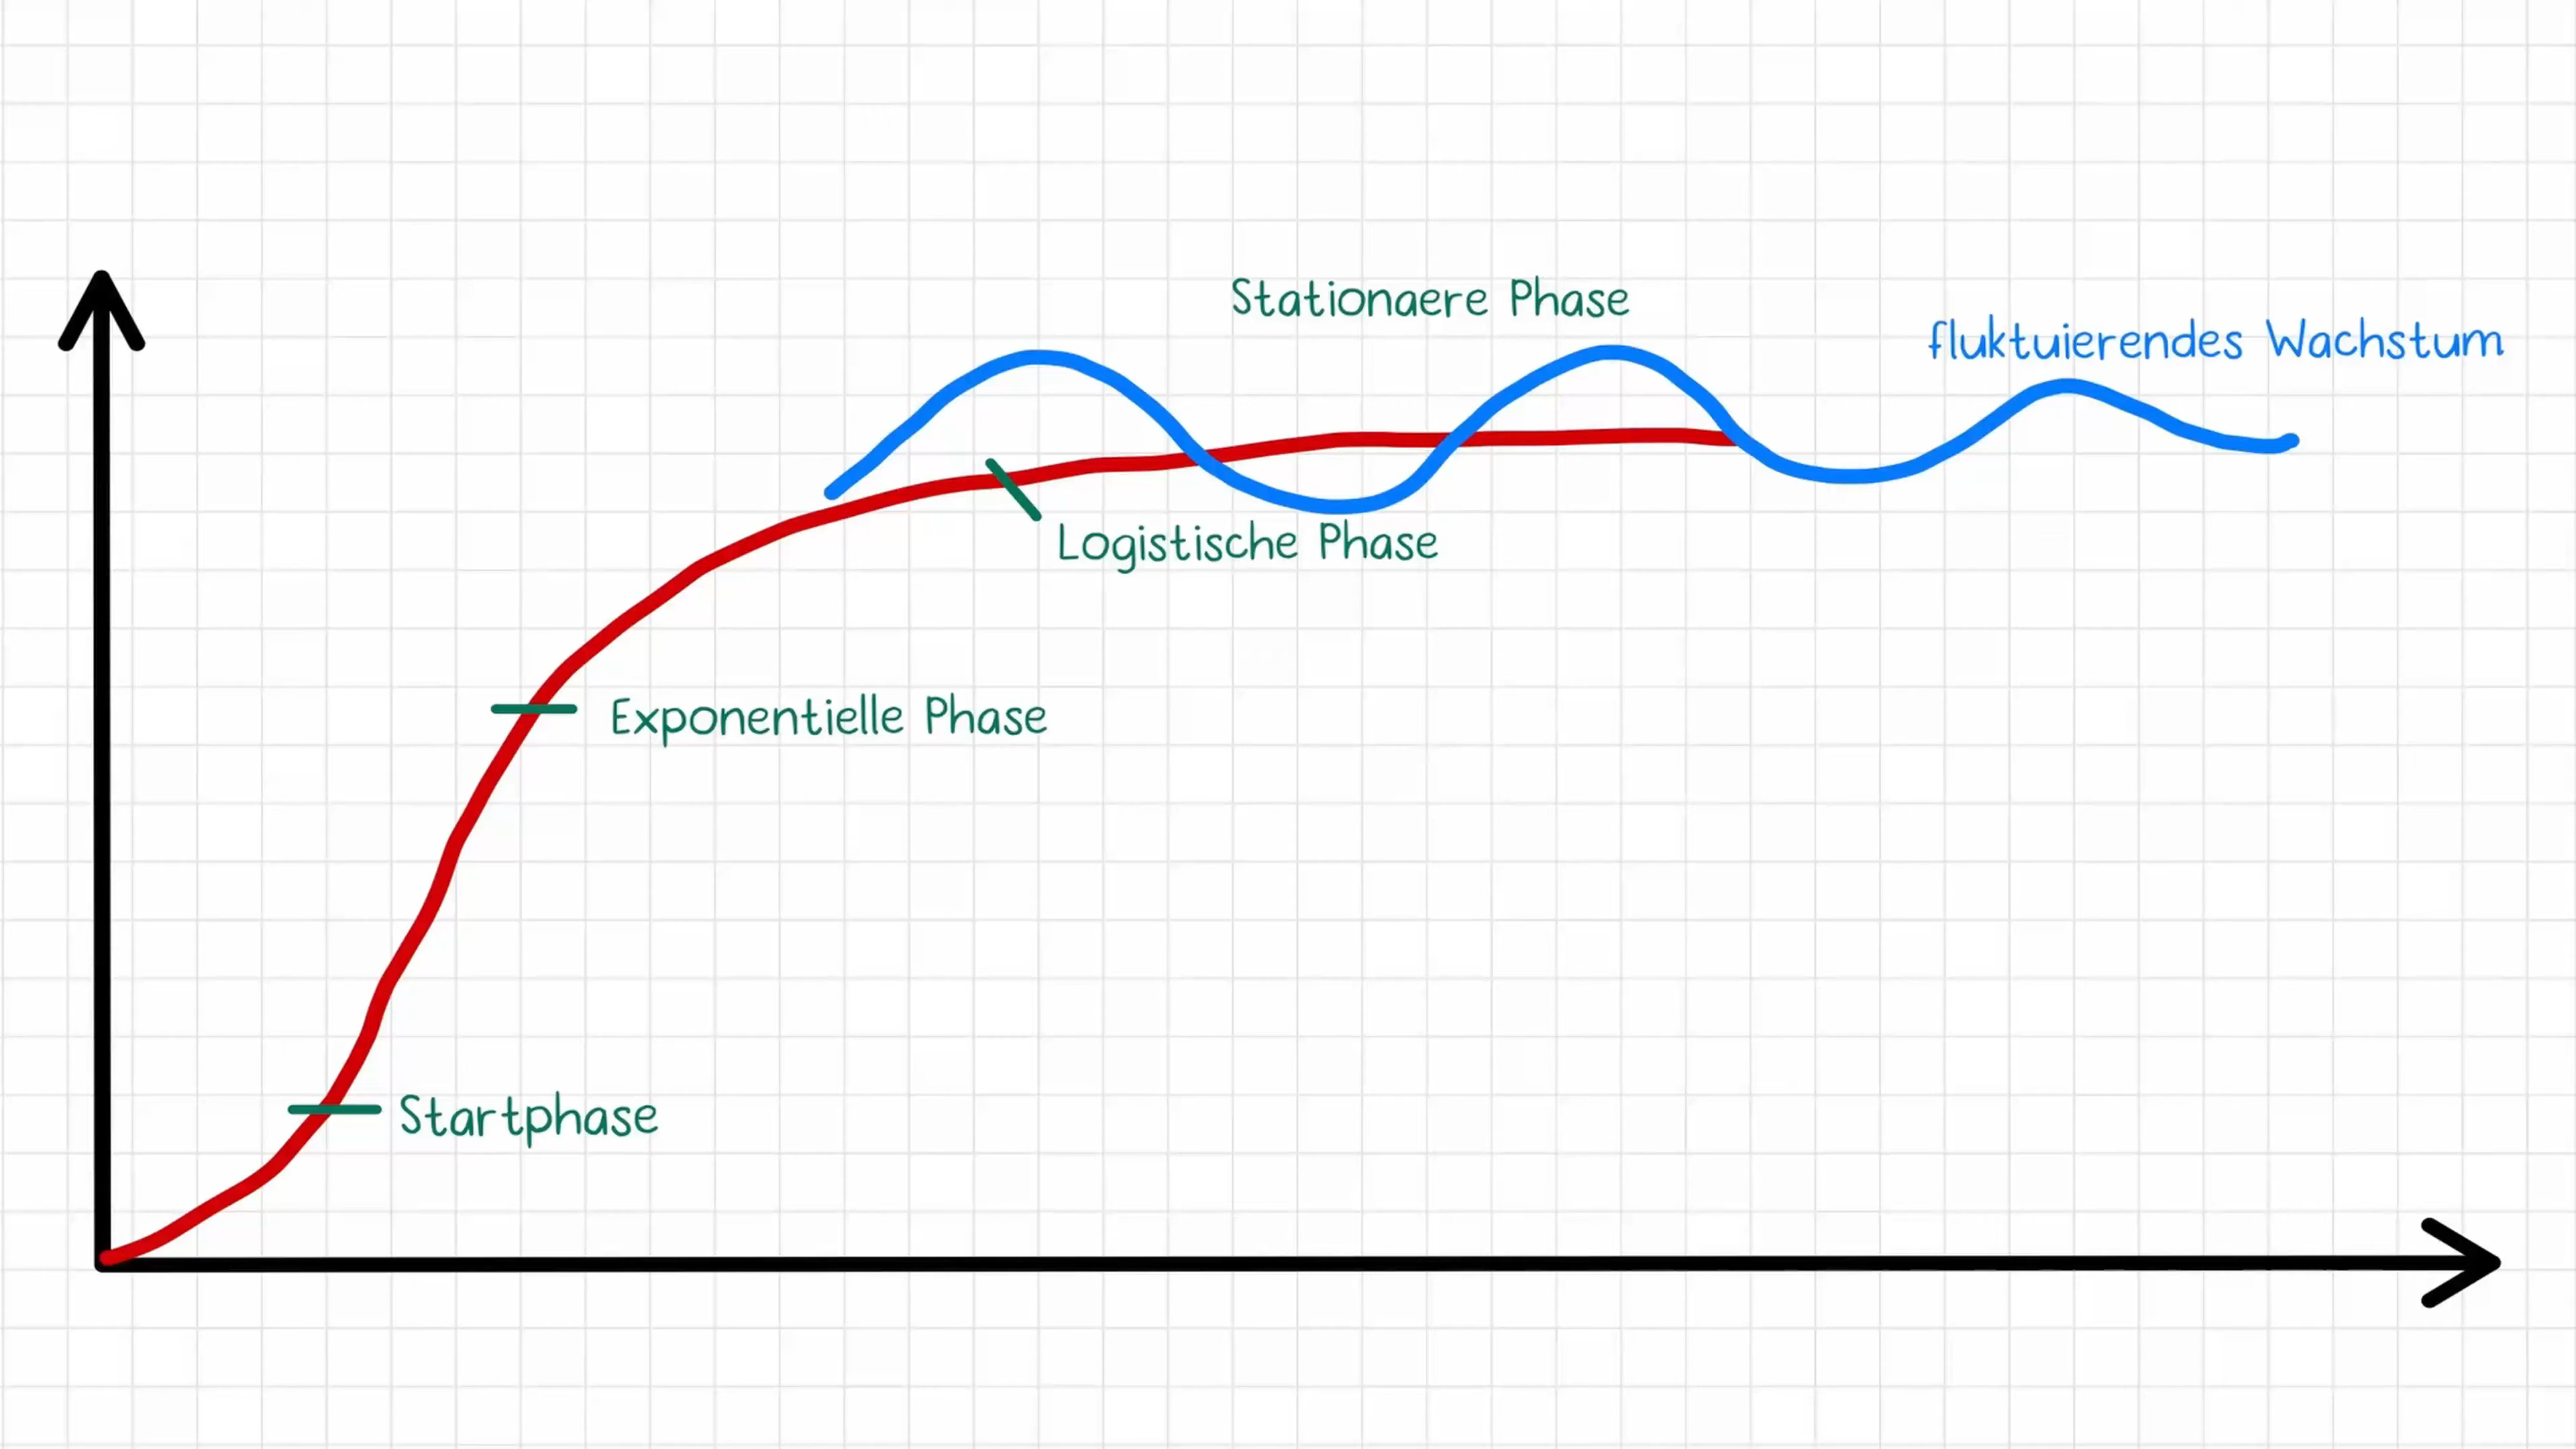 Stationaere Phase
fluktuierendes Wachstum
Logistische Phase
Exponentielle Phase
Startphase